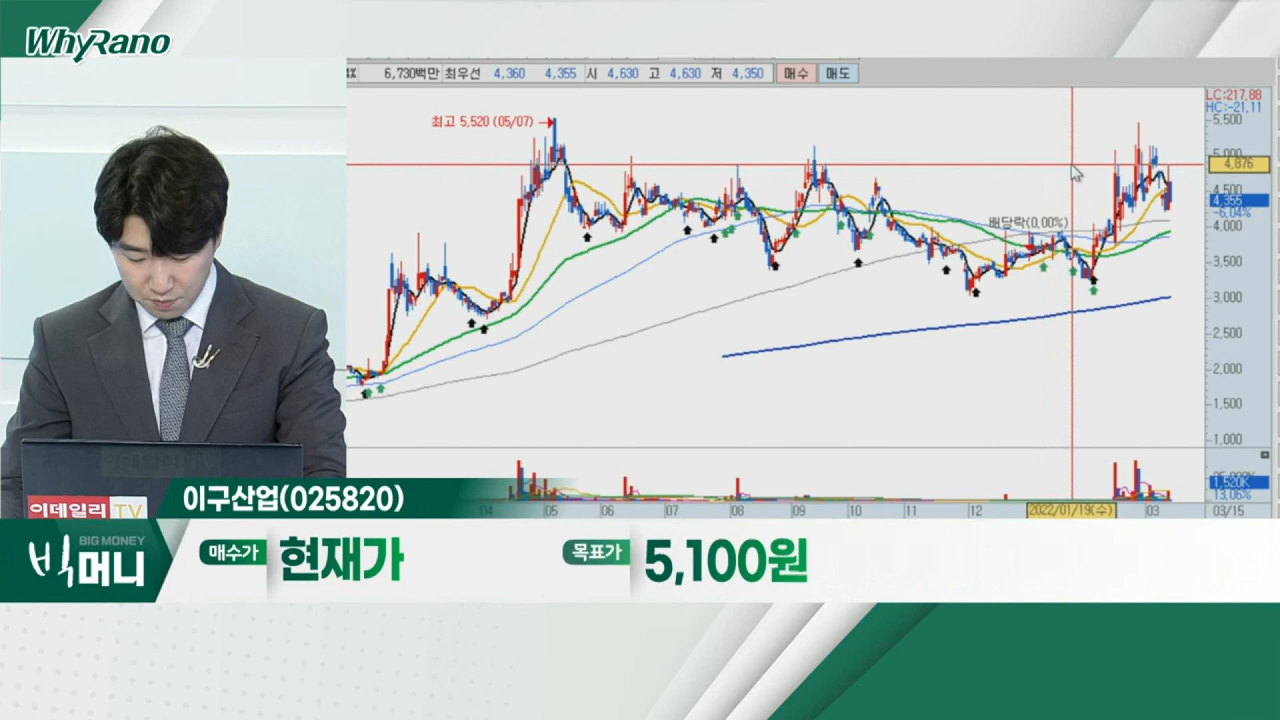 WhyRano
6,730백만 최우선 4,360 4,355 시 4,630 고 4,630 저 4,350 매수 매도
LC:217.88
HC:-21.11
최고 5,520 (05/07)
5,500
5,000
4,876
4,500
4,355
-6.04%
4,000
배당락(0.00%)
3,500
3,000
2,500
2,000
1,500
1,000
1,520K
13.06%
04 05 06 07 08 09 10 11 12 2022/01/19(수) 03 03/15
이데일리 TV
이구산업(025820)
BIG MONEY
빅머니
매수가 현재가 목표가 5,100원